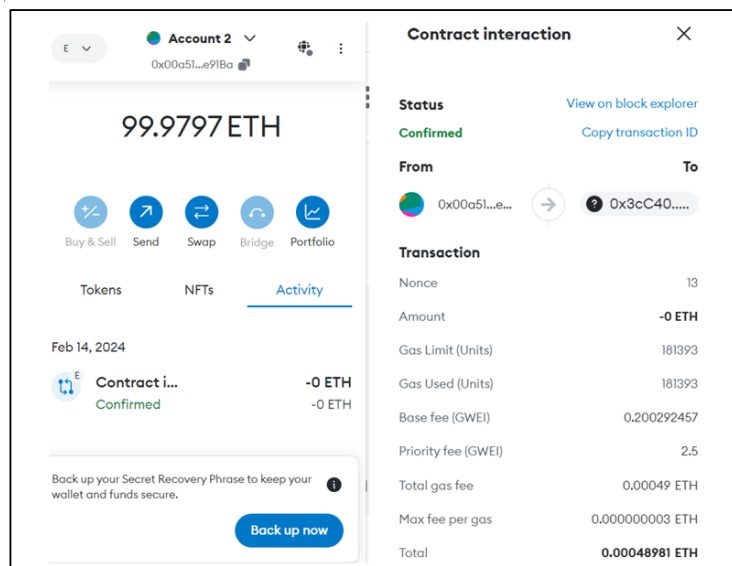 E
Account 2
0x00a51...e91Ba
99.9797 ETH
Buy & Sell
Send
Swap
Bridge
Portfolio
Tokens
NFTs
Activity
Feb 14, 2024
E
Contract i...
-0 ETH
Confirmed
-0 ETH
Back up your Secret Recovery Phrase to keep your
wallet and funds secure.
Back up now
Contract interaction
Status
View on block explorer
Confirmed
Copy transaction ID
From
To
0x00a51...e...
0x3cC40.....
Transaction
Nonce
13
Amount
-0 ETH
Gas Limit (Units)
181393
Gas Used (Units)
181393
Base fee (GWEI)
0.200292457
Priority fee (GWEI)
2.5
Total gas fee
0.00049 ETH
Max fee per gas
0.000000003 ETH
Total
0.00048981 ETH